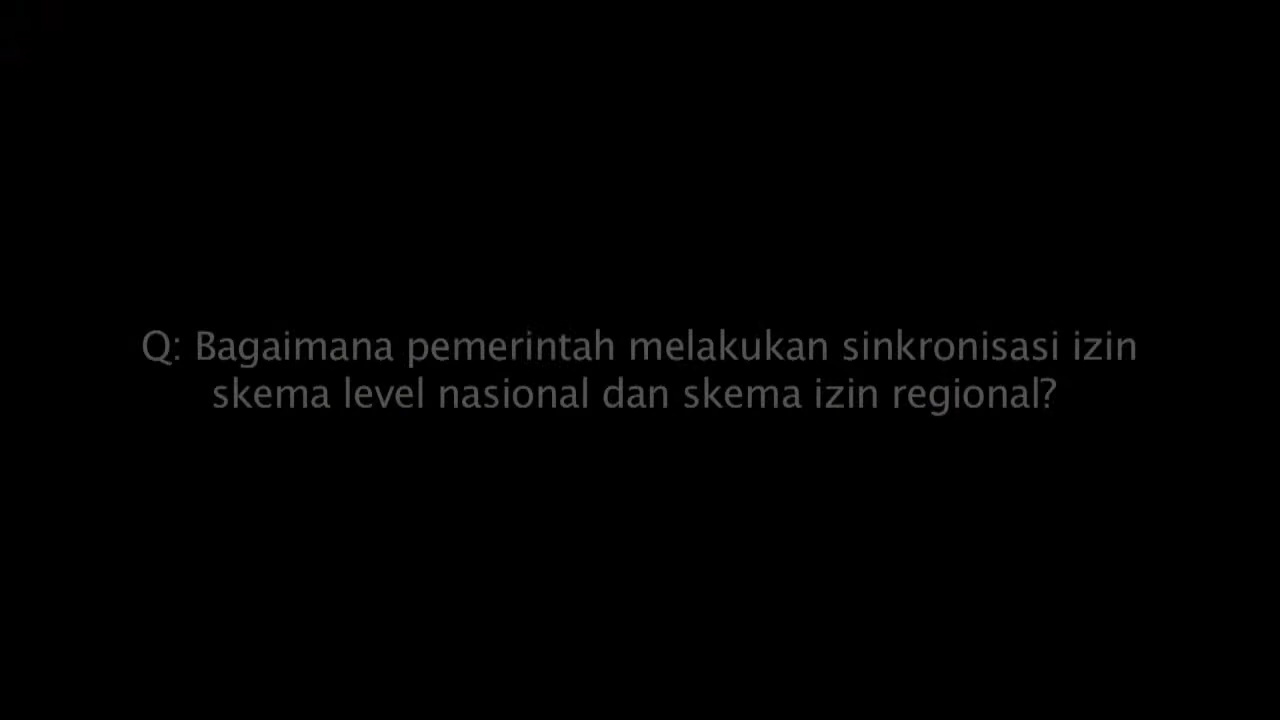 Q: Bagaimana pemerintah melakukan sinkronisasi izin
skema level nasional dan skema izin regional?